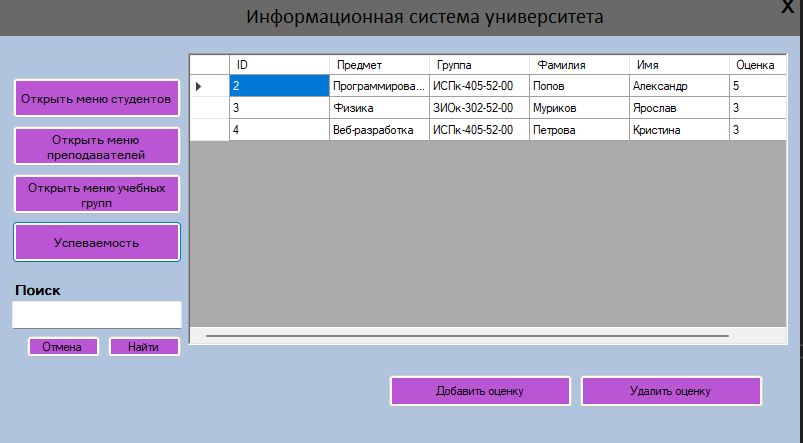 Информационная система университета
X
Открыть меню студентов
Открыть меню
преподавателей
Открыть меню учебных
групп
Успеваемость
Поиск
Отмена Найти
ID Предмет Группа Фамилия Имя Оценка
2 Программирова... ИСПк-405-52-00 Попов Александр 5
3 Физика ЗИОк-302-52-00 Муриков Ярослав 3
4 Веб-разработка ИСПк-405-52-00 Петрова Кристина 3
Добавить оценку Удалить оценку